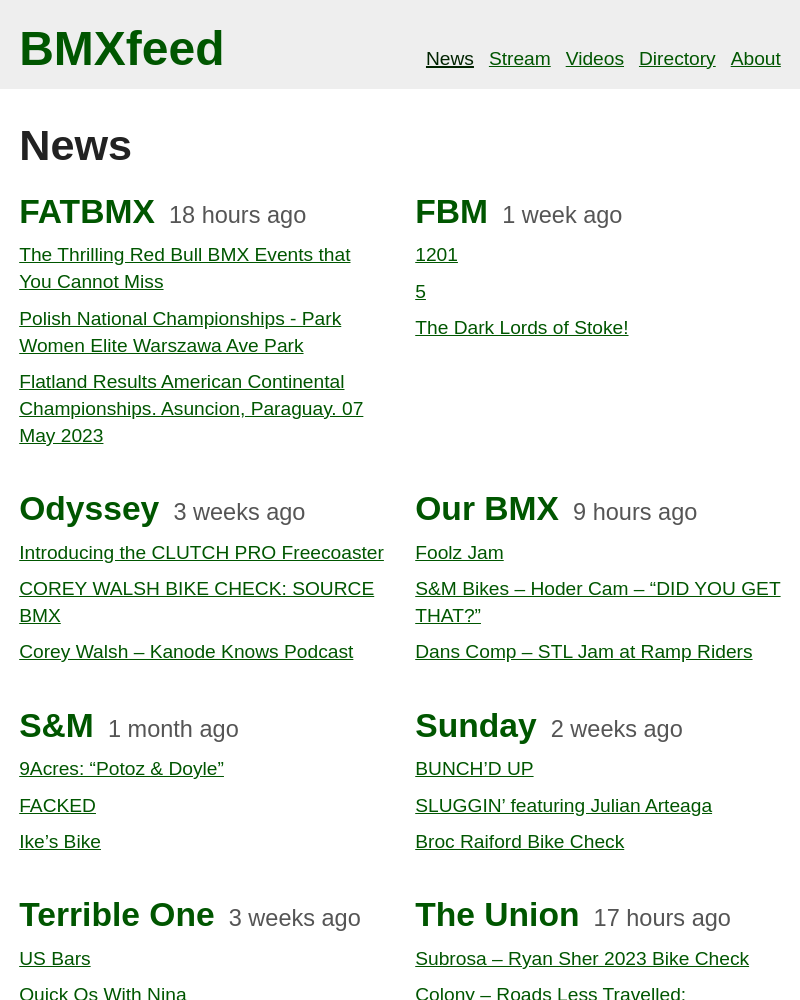 BMXfeed
News Stream Videos Directory About
News
FATBMX 18 hours ago
The Thrilling Red Bull BMX Events that
You Cannot Miss
Polish National Championships - Park
Women Elite Warszawa Ave Park
Flatland Results American Continental
Championships. Asuncion, Paraguay. 07
May 2023
FBM 1 week ago
1201
5
The Dark Lords of Stoke!
Odyssey 3 weeks ago
Introducing the CLUTCH PRO Freecoaster
COREY WALSH BIKE CHECK: SOURCE
BMX
Corey Walsh – Kanode Knows Podcast
Our BMX 9 hours ago
Foolz Jam
S&M Bikes – Hoder Cam – “DID YOU GET
THAT?”
Dans Comp – STL Jam at Ramp Riders
S&M 1 month ago
9Acres: “Potoz & Doyle”
FACKED
Ike’s Bike
Sunday 2 weeks ago
BUNCH’D UP
SLUGGIN’ featuring Julian Arteaga
Broc Raiford Bike Check
Terrible One 3 weeks ago
US Bars
Quick Qs With Nina
The Union 17 hours ago
Subrosa – Ryan Sher 2023 Bike Check
Colony – Roads Less Travelled: